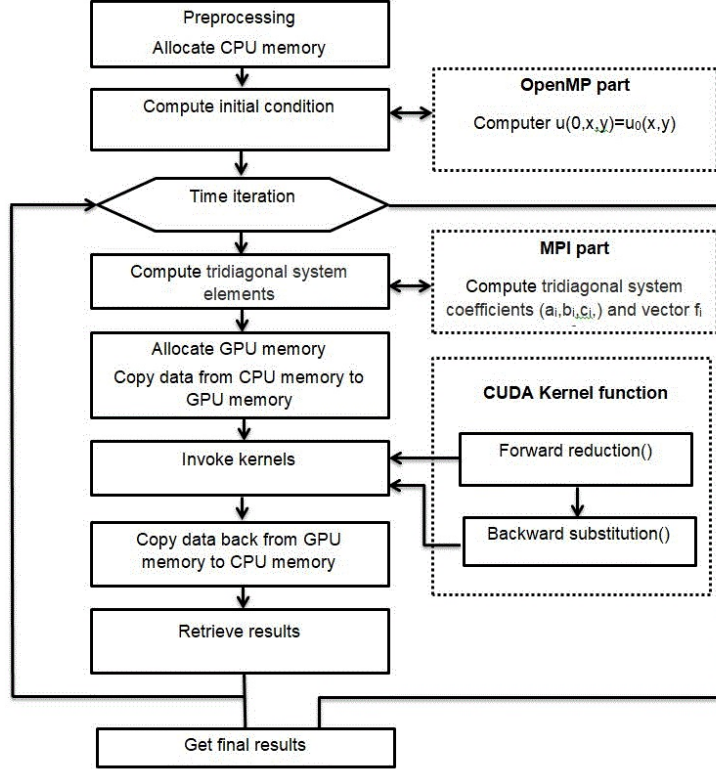 Preprocessing
Allocate CPU memory
Compute initial condition
OpenMP part
Computer u(0,x,y)=u₀(x,y)
Time iteration
Compute tridiagonal system
elements
MPI part
Compute tridiagonal system
coefficients (aᵢ,bᵢ,cᵢ,) and vector fᵢ
Allocate GPU memory
Copy data from CPU memory to
GPU memory
CUDA Kernel function
Forward reduction()
Invoke kernels
Backward substitution()
Copy data back from GPU
memory to CPU memory
Retrieve results
Get final results